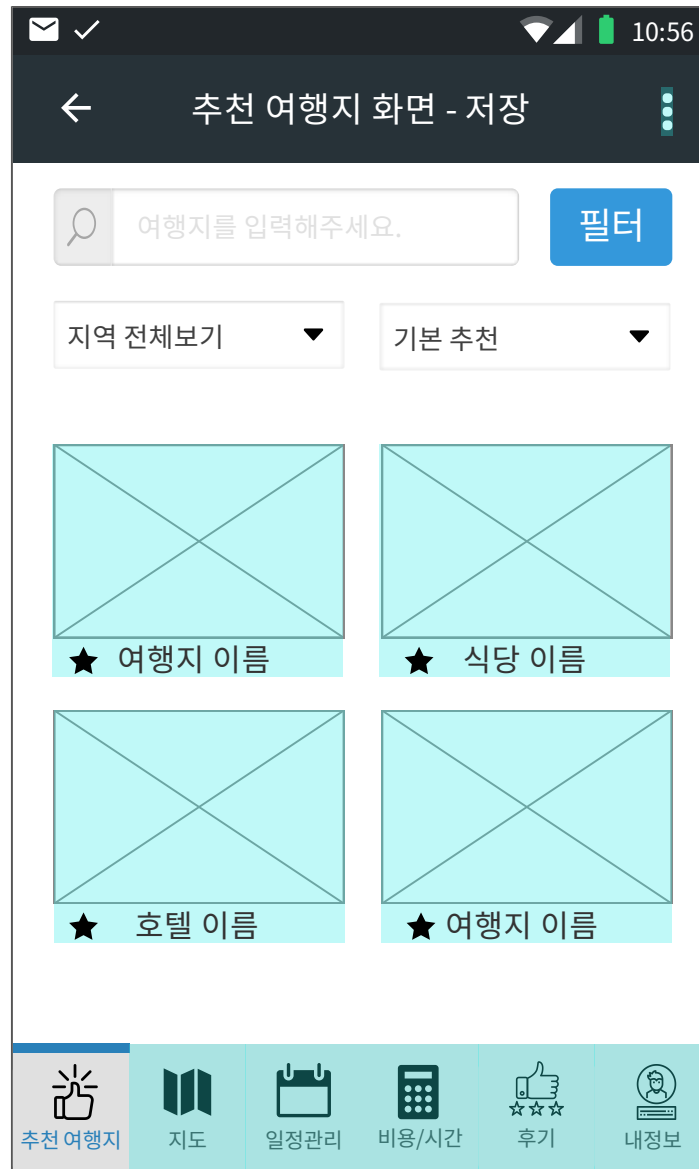 10:56
추천 여행지 화면 - 저장
여행지를 입력해주세요.
필터
지역 전체보기
기본 추천
여행지 이름
식당 이름
호텔 이름
여행지 이름
추천 여행지
지도
일정관리
비용/시간
후기
내정보